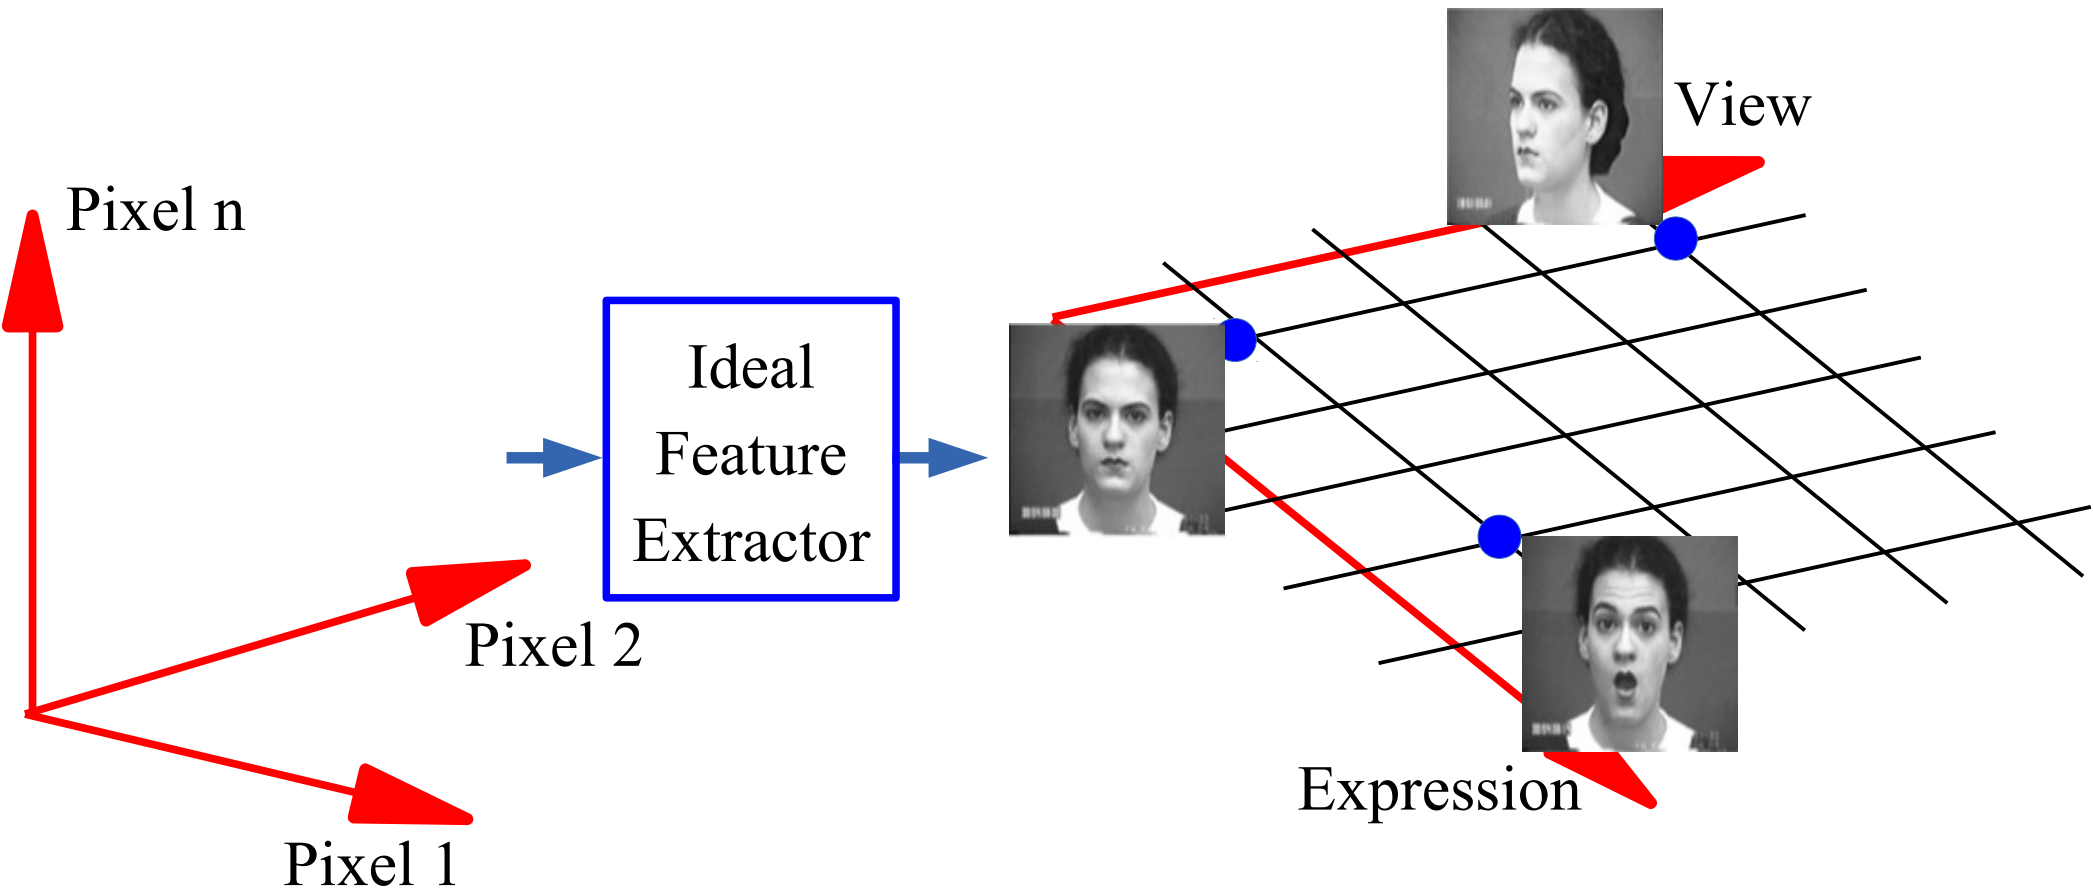 View
Pixel n
Ideal
Feature
Extractor
Pixel 2
Expression
Pixel 1